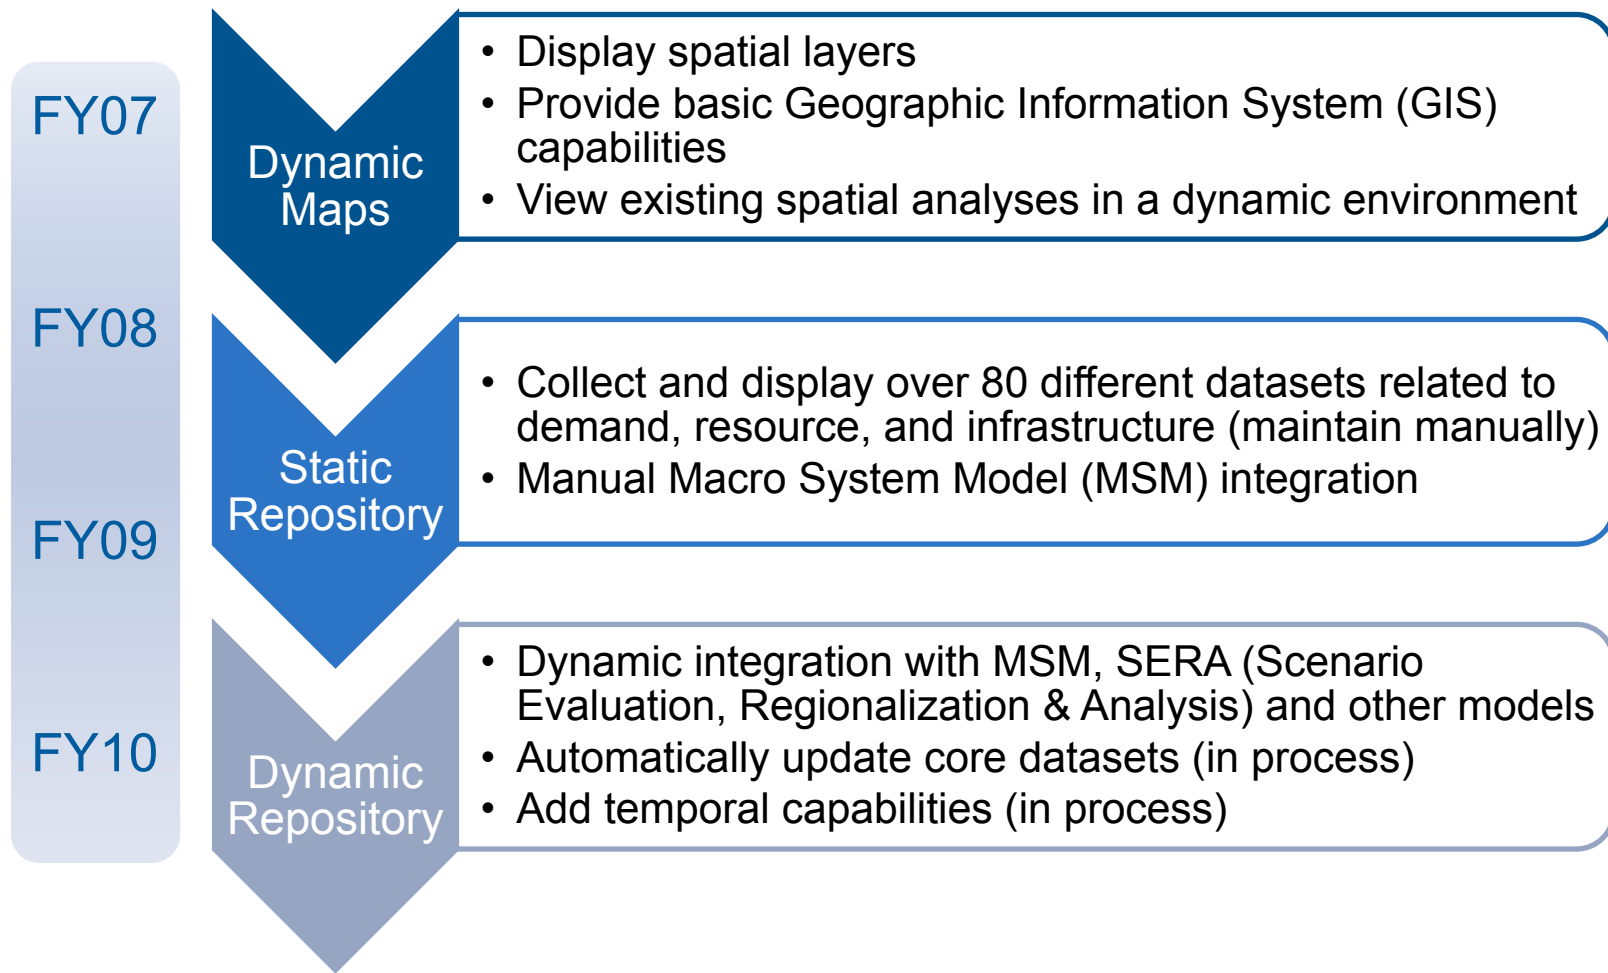 FY07
FY08
FY09
FY10
Dynamic
Maps
• Display spatial layers
• Provide basic Geographic Information System (GIS)
capabilities
• View existing spatial analyses in a dynamic environment
Static
Repository
• Collect and display over 80 different datasets related to
demand, resource, and infrastructure (maintain manually)
• Manual Macro System Model (MSM) integration
Dynamic
Repository
• Dynamic integration with MSM, SERA (Scenario
Evaluation, Regionalization & Analysis) and other models
• Automatically update core datasets (in process)
• Add temporal capabilities (in process)